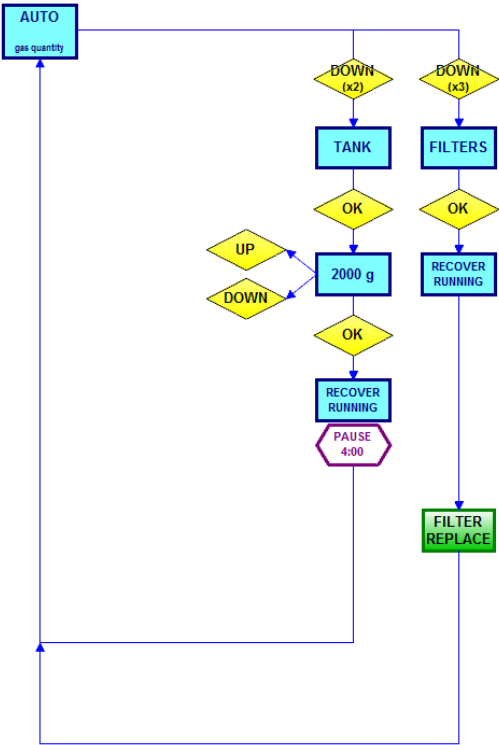 AUTO
gas quantity
DOWN
(x2)
DOWN
(x3)
TANK
FILTERS
OK
OK
UP
2000 g
RECOVER
RUNNING
DOWN
OK
RECOVER
RUNNING
PAUSE
4:00
FILTER
REPLACE